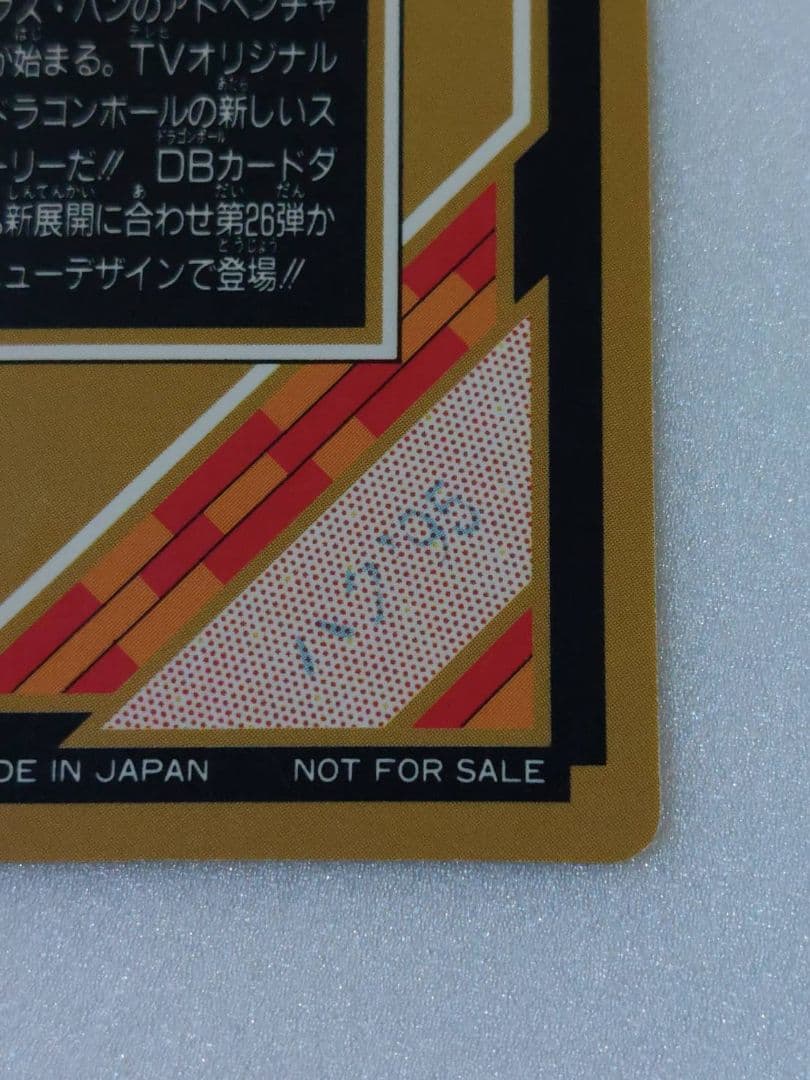 ラス・パンのアドベンチャ
が始まる。TVオリジナル
ドラゴンボールの新しいス
ーリーだ!! DBカードダ
新展開に合わせ第26弾か
ューデザインで登場!!
ハク'95
DE IN JAPAN NOT FOR SALE